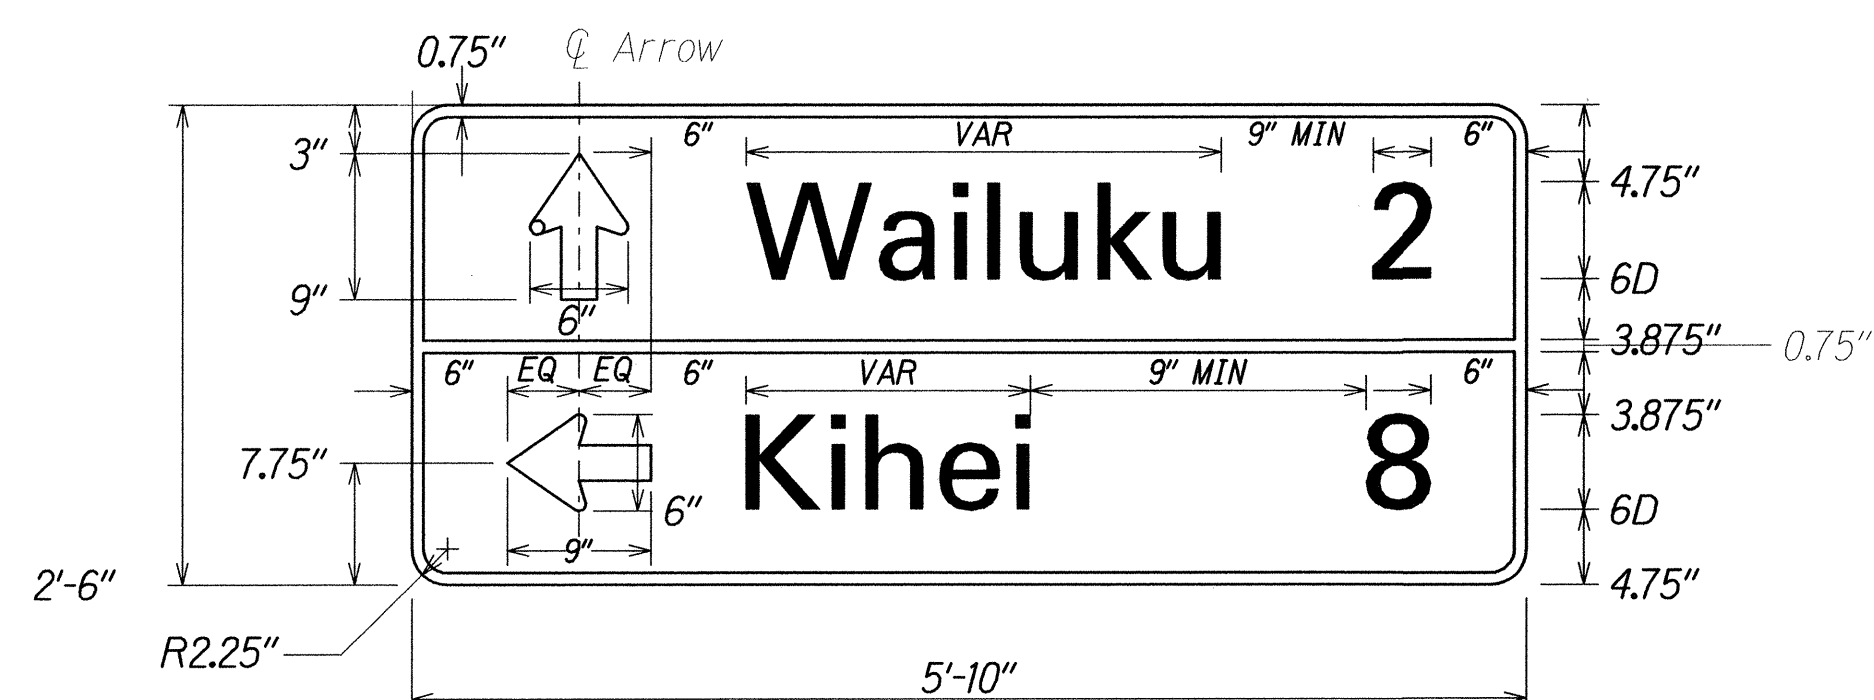 0.75" ℄ Arrow
6" VAR 9" MIN 6"
3"
4.75"
Wailuku 2
9"
6D
6"
3.875"
0.75"
6" EQ EQ 6" VAR 9" MIN 6"
3.875"
7.75"
Kihei 8
6"
6D
9"
2'-6"
4.75"
R2.25"
5'-10"